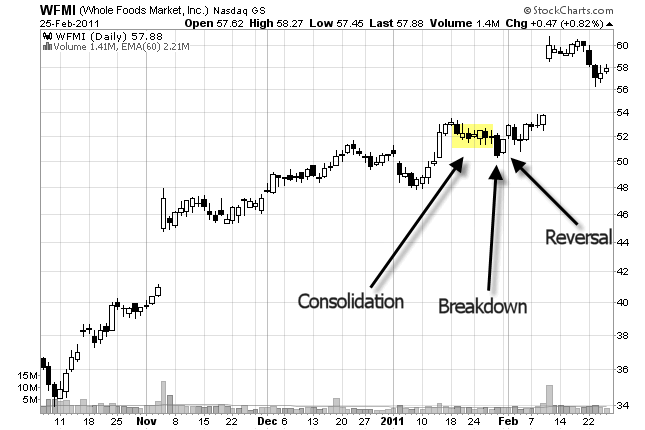 WFMI (Whole Foods Market, Inc.) Nasdaq GS
© StockCharts.com
25-Feb-2011 Open 57.62 High 58.27 Low 57.45 Last 57.88 Volume 1.4M Chg +0.47 (+0.82%)
WFMI (Daily) 57.88
Volume 1.41M, EMA(60) 2.21M
60
58
54
52
50
48
46
44
42
40
38
36
34
15M
10M
5M
Reversal
Consolidation
Breakdown
11 18 25 Nov 8 15 22 Dec 6 13 20 27 2011 10 18 24 Feb 7 14 22